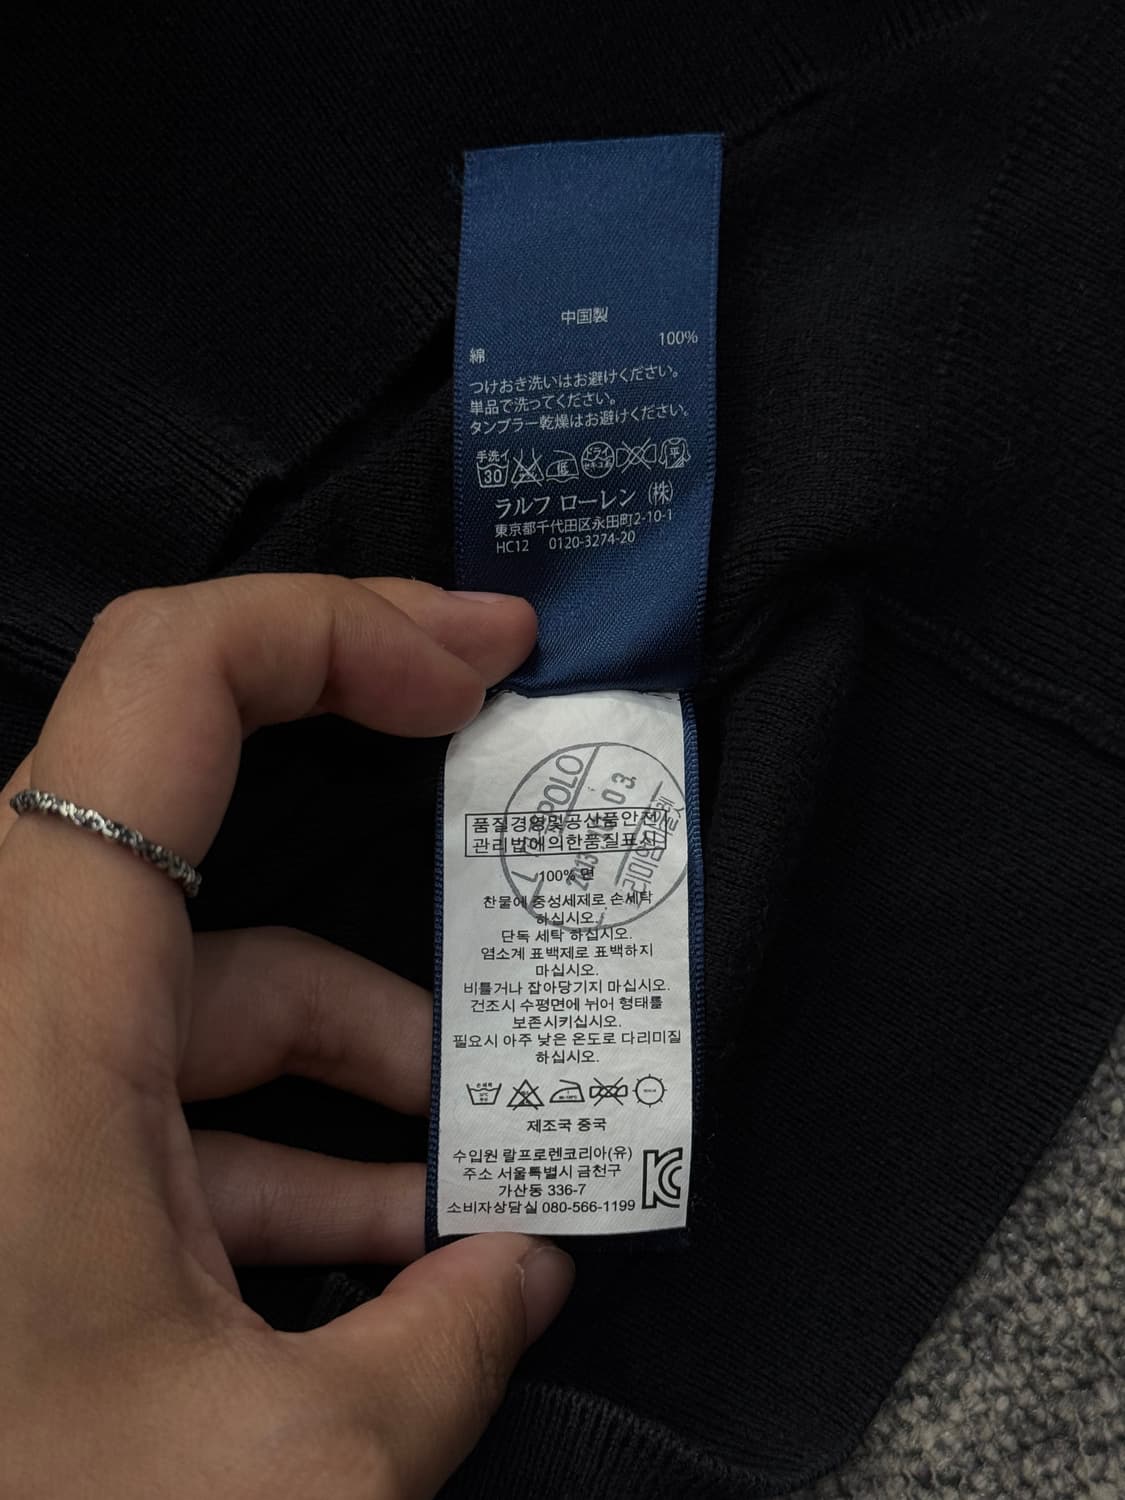 中国製
綿 100%
つけおき洗いはお避けください。
単品で洗ってください。
タンブラー乾燥はお避けください。
手洗イ
30
低
ドライ
平
ラルフ ローレン (株)
東京都千代田区永田町2-10-1
HC12 0120-3274-20
POLO
03
품질경영및공산품안전
관리법에의한품질표시
100% 면
찬물에 중성세제로 손세탁
하십시오.
단독 세탁 하십시오.
염소계 표백제로 표백하지
마십시오.
비틀거나 잡아당기지 마십시오.
건조시 수평면에 뉘어 형태를
보존시키십시오.
필요시 아주 낮은 온도로 다리미질
하십시오.
제조국 중국
수입원 랄프로렌코리아(유)
주소 서울특별시 금천구
가산동 336-7
소비자상담실 080-566-1199